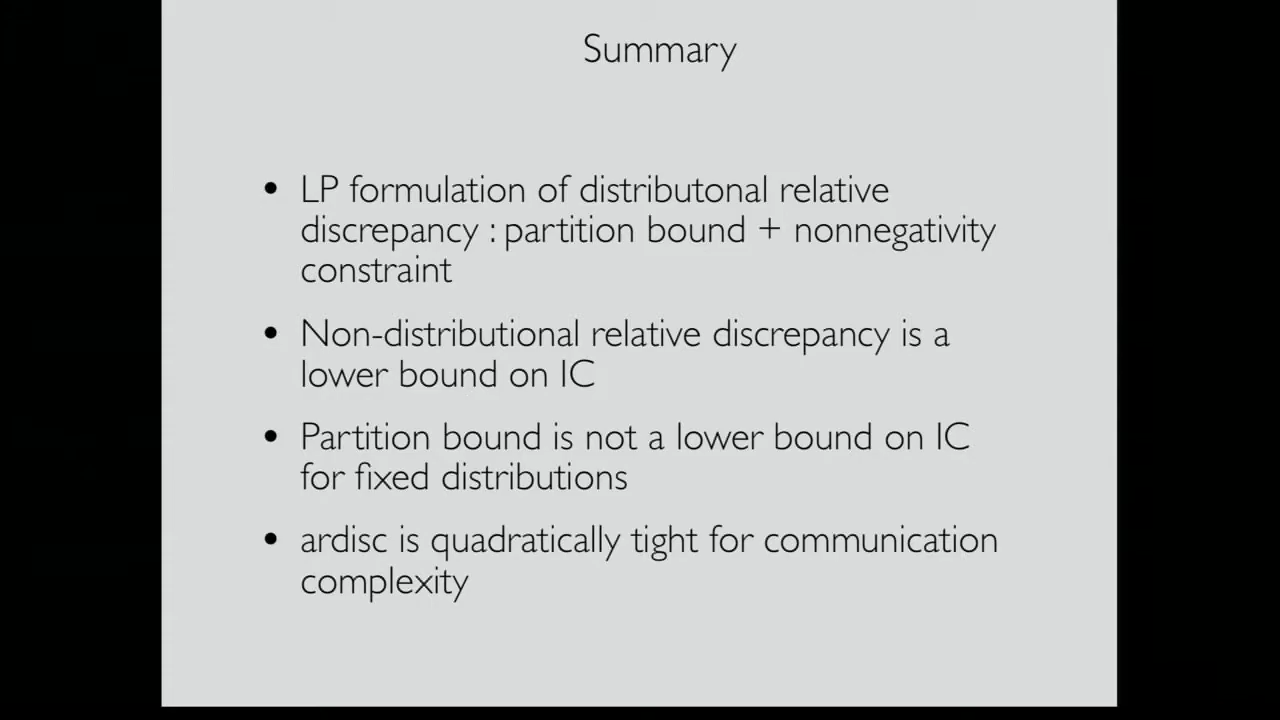 Summary
• LP formulation of distributonal relative
discrepancy : partition bound + nonnegativity
constraint
• Non-distributional relative discrepancy is a
lower bound on IC
• Partition bound is not a lower bound on IC
for fixed distributions
• ardisc is quadratically tight for communication
complexity